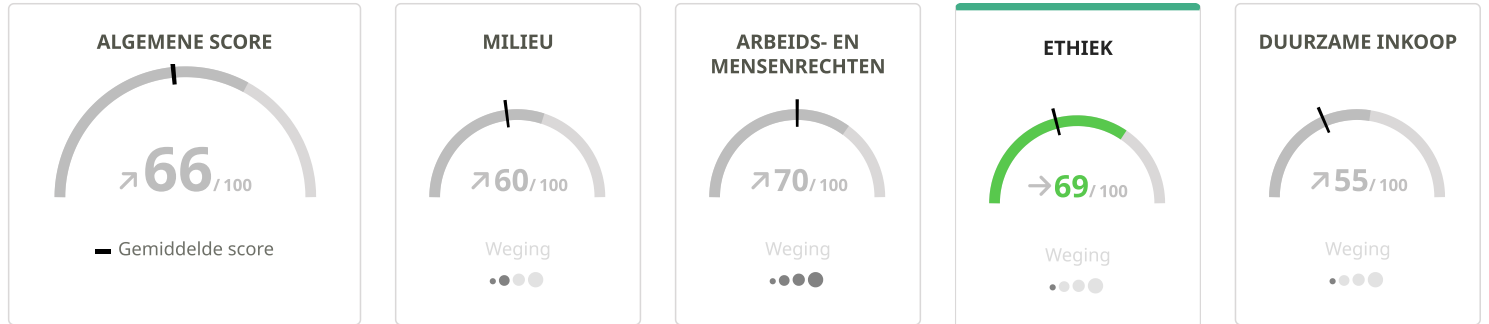 ALGEMENE SCORE
66/ 100
Gemiddelde score
MILIEU
60/ 100
Weging
ARBEIDS- EN
MENSENRECHTEN
70/ 100
Weging
ETHIEK
69/ 100
Weging
DUURZAME INKOOP
55/ 100
Weging